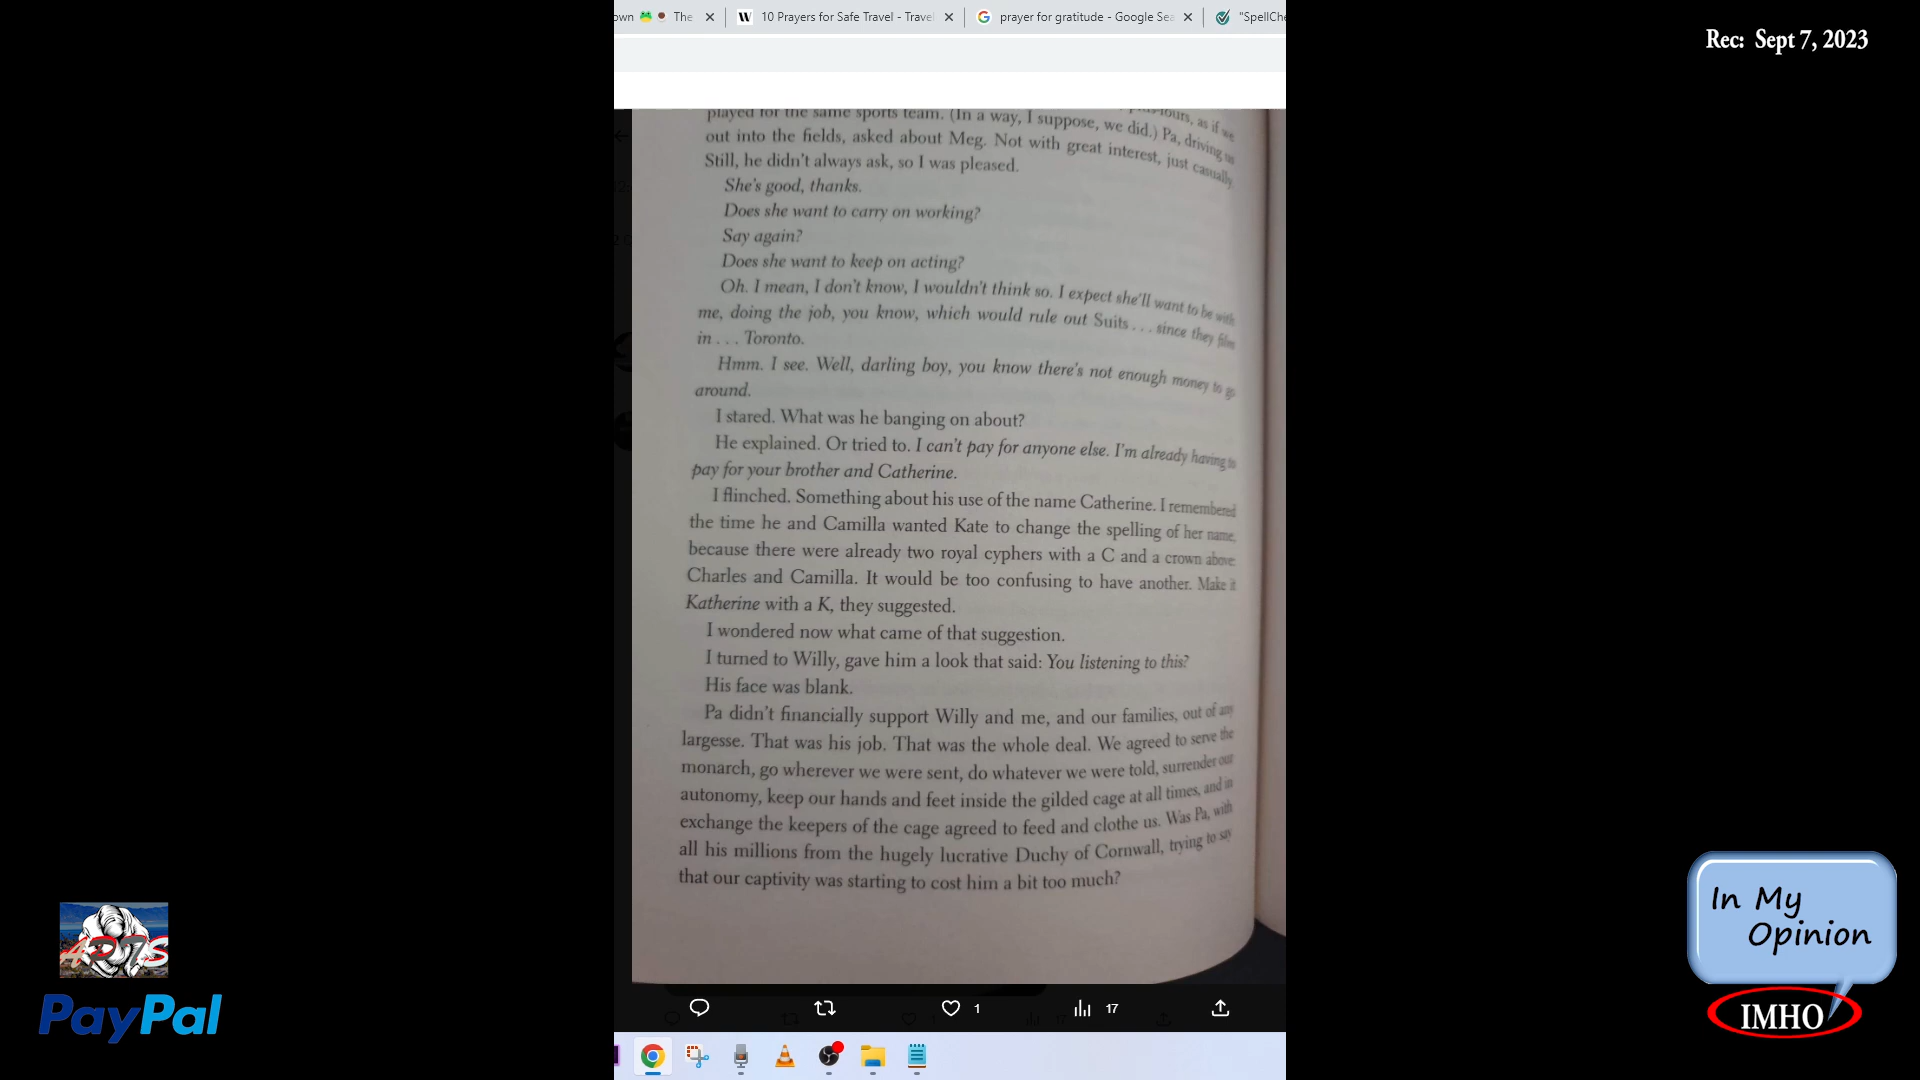 own 🐸 The
10 Prayers for Safe Travel - Travel
prayer for gratitude - Google Sea
"SpellChe
Rec: Sept 7, 2023
played for the same sports team. (In a way, I suppose, we did.) Pa, driving us
out into the fields, asked about Meg. Not with great interest, just casually.
Still, he didn't always ask, so I was pleased.
She's good, thanks.
Does she want to carry on working?
Say again?
Does she want to keep on acting?
Oh. I mean, I don't know, I wouldn't think so. I expect she'll want to be with
me, doing the job, you know, which would rule out Suits . . . since they film
in . . . Toronto.
Hmm. I see. Well, darling boy, you know there's not enough money to go
around.
I stared. What was he banging on about?
He explained. Or tried to. I can't pay for anyone else. I'm already having to
pay for your brother and Catherine.
I flinched. Something about his use of the name Catherine. I remembered
the time he and Camilla wanted Kate to change the spelling of her name,
because there were already two royal cyphers with a C and a crown above:
Charles and Camilla. It would be too confusing to have another. Make it
Katherine with a K, they suggested.
I wondered now what came of that suggestion.
I turned to Willy, gave him a look that said: You listening to this?
His face was blank.
Pa didn't financially support Willy and me, and our families, out of any
largesse. That was his job. That was the whole deal. We agreed to serve the
monarch, go wherever we were sent, do whatever we were told, surrender our
autonomy, keep our hands and feet inside the gilded cage at all times, and in
exchange the keepers of the cage agreed to feed and clothe us. Was Pa, with
all his millions from the hugely lucrative Duchy of Cornwall, trying to say
that our captivity was starting to cost him a bit too much?
1
17
PayPal
In My
Opinion
IMHO